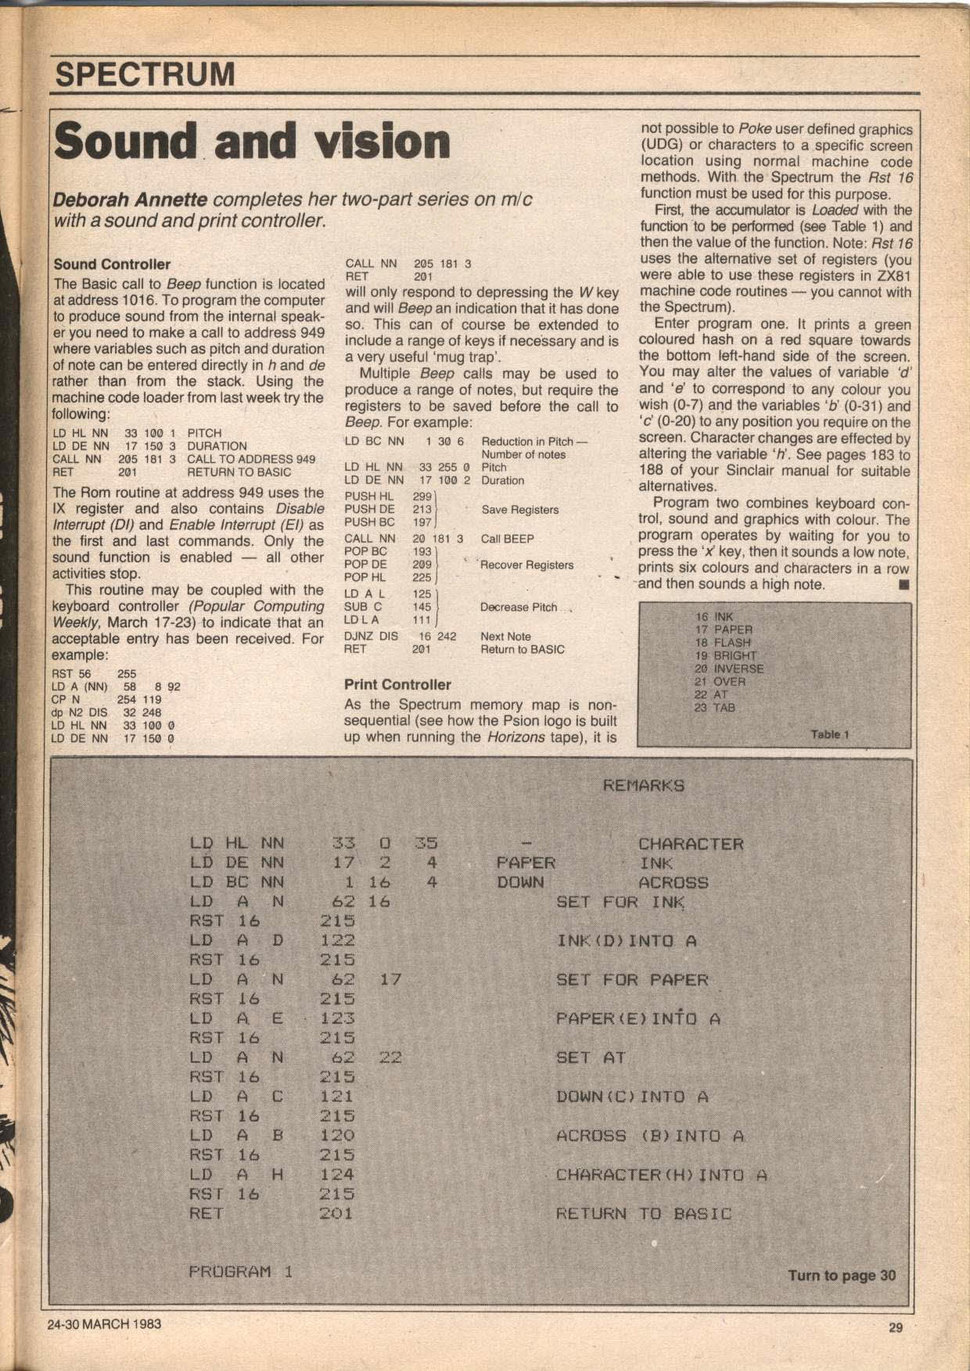 SPECTRUM
Sound and vision
Deborah Annette completes her two-part series on m/c
with a sound and print controller.
Sound Controller
The Basic call to Beep function is located
at address 1016. To program the computer
to produce sound from the internal speak-
er you need to make a call to address 949
where variables such as pitch and duration
of note can be entered directly in h and de
rather than from the stack. Using the
machine code loader from last week try the
following:
LD HL NN 33 100 1 PITCH
LD DE NN 17 150 3 DURATION
CALL NN 205 181 3 CALL TO ADDRESS 949
RET 201 RETURN TO BASIC
The Rom routine at address 949 uses the
IX register and also contains Disable
Interrupt (DI) and Enable Interrupt (EI) as
the first and last commands. Only the
sound function is enabled — all other
activities stop.
This routine may be coupled with the
keyboard controller (Popular Computing
Weekly, March 17-23) to indicate that an
acceptable entry has been received. For
example:
RST 56 255
LD A (NN) 58 8 92
CP N 254 119
dp N2 DIS 32 248
LD HL NN 33 100 0
LD DE NN 17 150 0
CALL NN 205 181 3
RET 201
will only respond to depressing the W key
and will Beep an indication that it has done
so. This can of course be extended to
include a range of keys if necessary and is
a very useful 'mug trap'.
Multiple Beep calls may be used to
produce a range of notes, but require the
registers to be saved before the call to
Beep. For example:
LD BC NN 1 30 6 Reduction in Pitch —
Number of notes
LD HL NN 33 255 0 Pitch
LD DE NN 17 100 2 Duration
PUSH HL 299
PUSH DE 213 Save Registers
PUSH BC 197
CALL NN 20 181 3 Call BEEP
POP BC 193
POP DE 209 Recover Registers
POP HL 225
LD A L 125
SUB C 145 Decrease Pitch
LD L A 111
DJNZ DIS 16 242 Next Note
RET 201 Return to BASIC
Print Controller
As the Spectrum memory map is non-
sequential (see how the Psion logo is built
up when running the Horizons tape), it is
not possible to Poke user defined graphics
(UDG) or characters to a specific screen
location using normal machine code
methods. With the Spectrum the Rst 16
function must be used for this purpose.
First, the accumulator is Loaded with the
function to be performed (see Table 1) and
then the value of the function. Note: Rst 16
uses the alternative set of registers (you
were able to use these registers in ZX81
machine code routines — you cannot with
the Spectrum).
Enter program one. It prints a green
coloured hash on a red square towards
the bottom left-hand side of the screen.
You may alter the values of variable 'd'
and 'e' to correspond to any colour you
wish (0-7) and the variables 'b' (0-31) and
'c' (0-20) to any position you require on the
screen. Character changes are effected by
altering the variable 'h'. See pages 183 to
188 of your Sinclair manual for suitable
alternatives.
Program two combines keyboard con-
trol, sound and graphics with colour. The
program operates by waiting for you to
press the 'x' key, then it sounds a low note,
prints six colours and characters in a row
and then sounds a high note. ■
16 INK
17 PAPER
18 FLASH
19 BRIGHT
20 INVERSE
21 OVER
22 AT
23 TAB
Table 1
REMARKS
LD HL NN 33 0 35 – CHARACTER
LD DE NN 17 2 4 PAPER INK
LD BC NN 1 16 4 DOWN ACROSS
LD A N 62 16 SET FOR INK
RST 16 215
LD A D 122 INK(D)INTO A
RST 16 215
LD A N 62 17 SET FOR PAPER
RST 16 215
LD A E 123 PAPER(E)INTO A
RST 16 215
LD A N 62 22 SET AT
RST 16 215
LD A C 121 DOWN(C)INTO A
RST 16 215
LD A B 120 ACROSS (B)INTO A
RST 16 215
LD A H 124 CHARACTER(H)INTO A
RST 16 215
RET 201 RETURN TO BASIC
PROGRAM 1
Turn to page 30
24-30 MARCH 1983
29